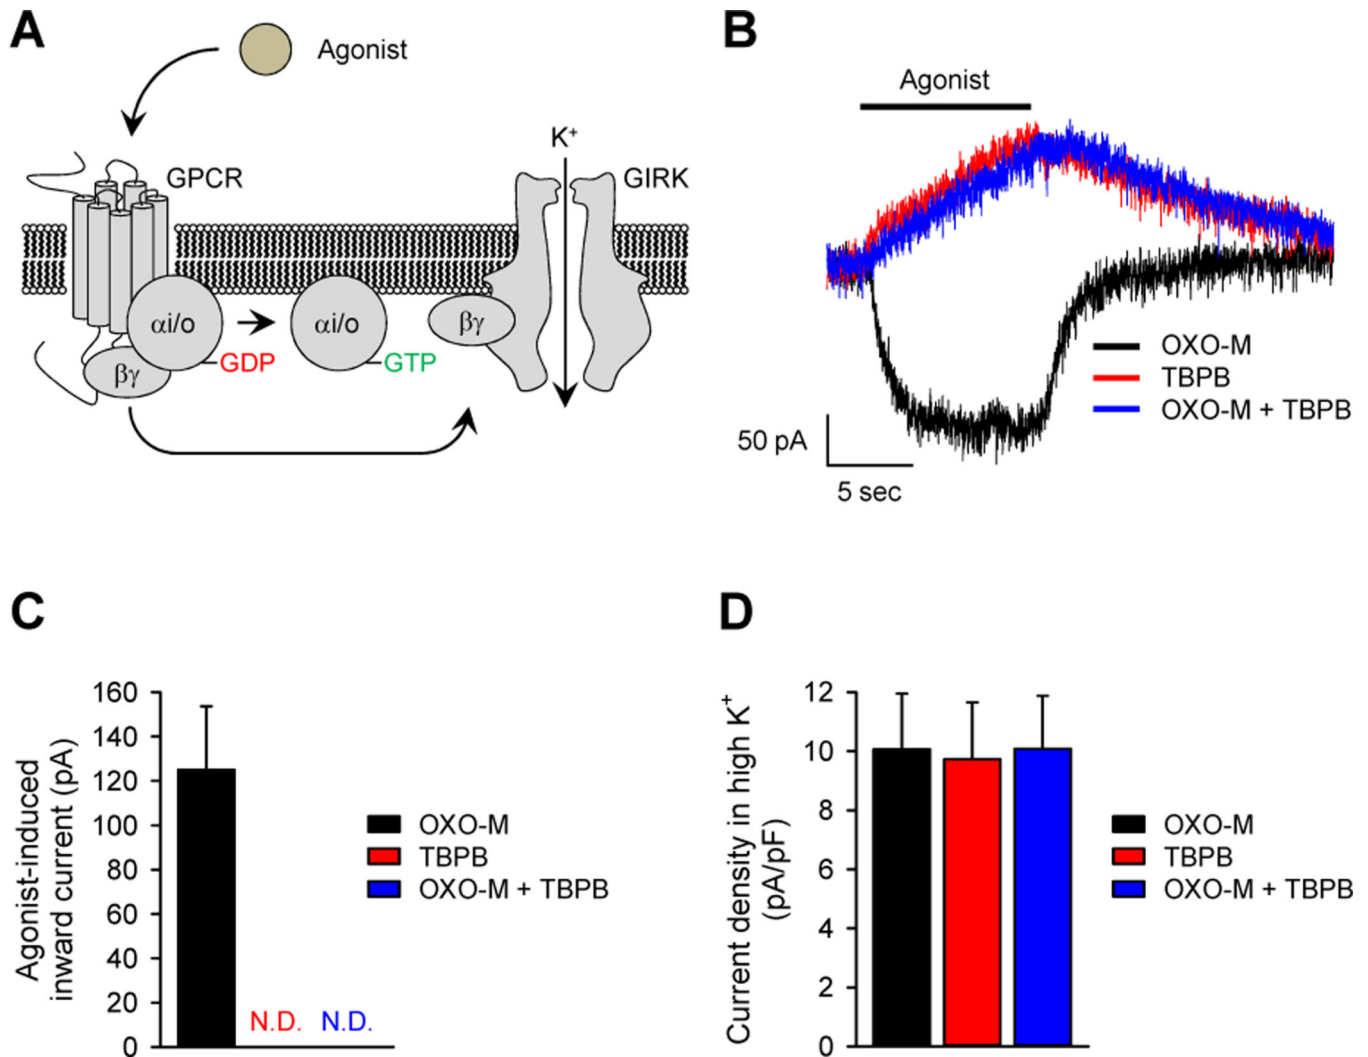 A
Agonist
GPCR
K+
GIRK
αi/o
αi/o
βγ
GDP
GTP
βγ
B
Agonist
OXO-M
TBPB
OXO-M + TBPB
50 pA
5 sec
C
Agonist-induced
inward current (pA)
160
140
120
100
80
60
40
20
0
N.D.
N.D.
OXO-M
TBPB
OXO-M + TBPB
D
Current density in high K+
(pA/pF)
12
10
8
6
4
2
0
OXO-M
TBPB
OXO-M + TBPB